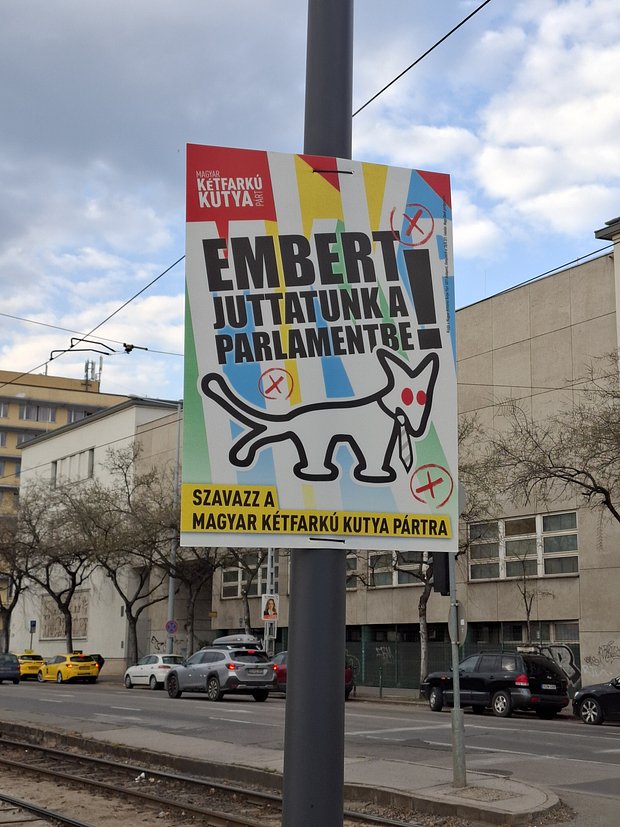 MAGYAR
KÉTFARKÚ
KUTYA
PÁRT
EMBERT
JUTTATUNK A
PARLAMENTBE!
SZAVAZZ A
MAGYAR KÉTFARKÚ KUTYA PÁRTRA